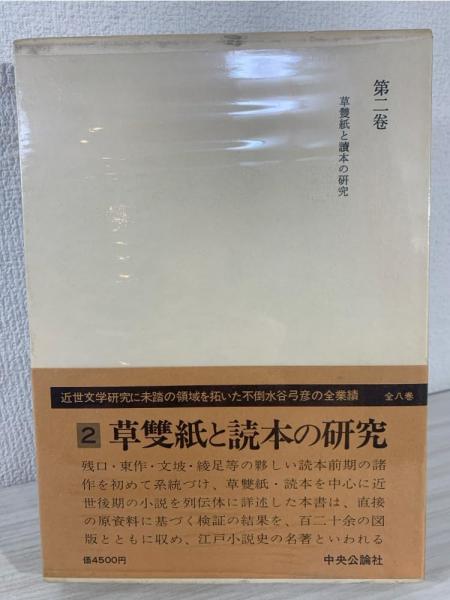 第二巻
草雙紙と讀本の研究
近世文学研究に未踏の領域を拓いた不倒水谷弓彦の全業績 全八巻
2 草雙紙と読本の研究
残口・東作・文坡・綾足等の夥しい読本前期の諸
作を初めて系統づけ、草雙紙・読本を中心に近
世後期の小説を列伝体に詳述した本書は、直接
の原資料に基づく検証の結果を、百二十余の図
版とともに収め、江戸小説史の名著といわれる
価4500円 中央公論社